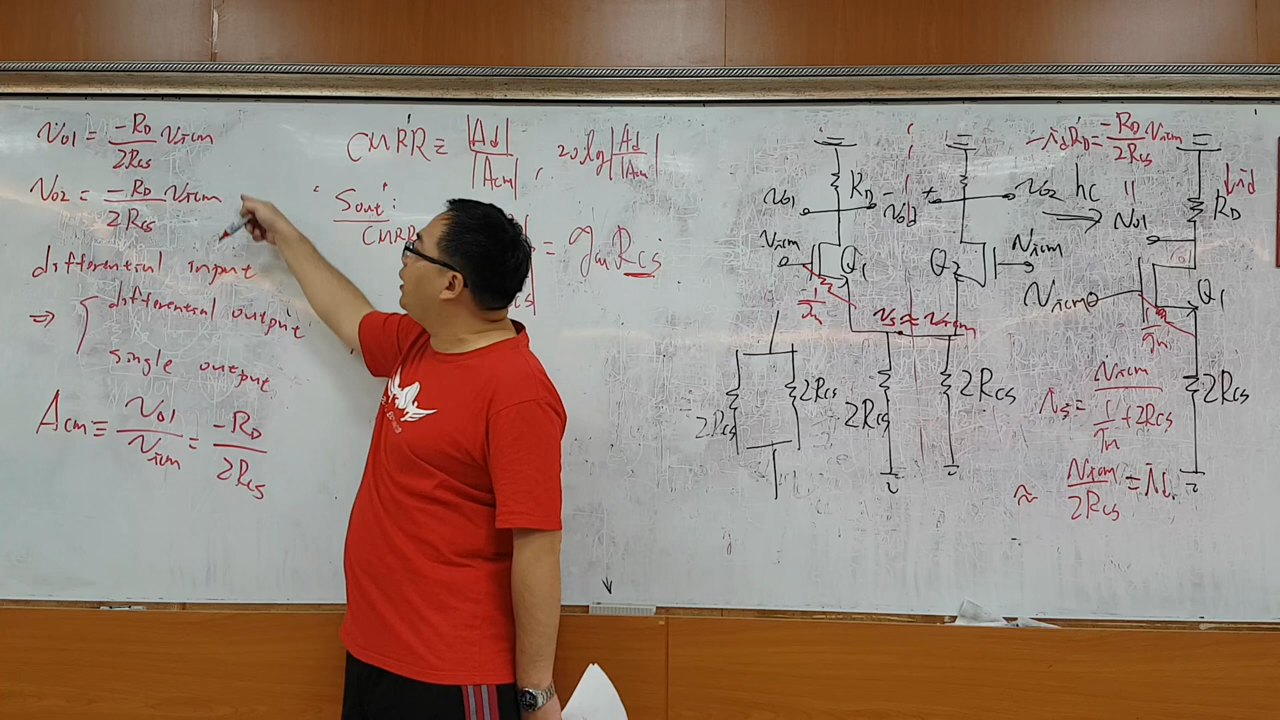 vo1 = -RD/2Rcs vicm
vo2 = -RD/2Rcs vicm
differential input
⇒ { differential output
single output
Acm ≡ vo1/vicm = -RD/2Rcs
CMRR ≡ |Ad|/|Acm| , 20log |Ad|/|Acm|
Sout:
CMRR
= gmRcs
vo1
RD
- vod +
vo2
hc
vicm
Q1
Q2
vicm
1/gm
vs ≈ vicm
2Rcs
2Rcs
2Rcs
2Rcs
-idRD = -RD/2Rcs vicm
id
RD
vo1
vicm
Q1
1/gm
2Rcs
is = vicm/(1/gm + 2Rcs)
≈ vicm/2Rcs = id